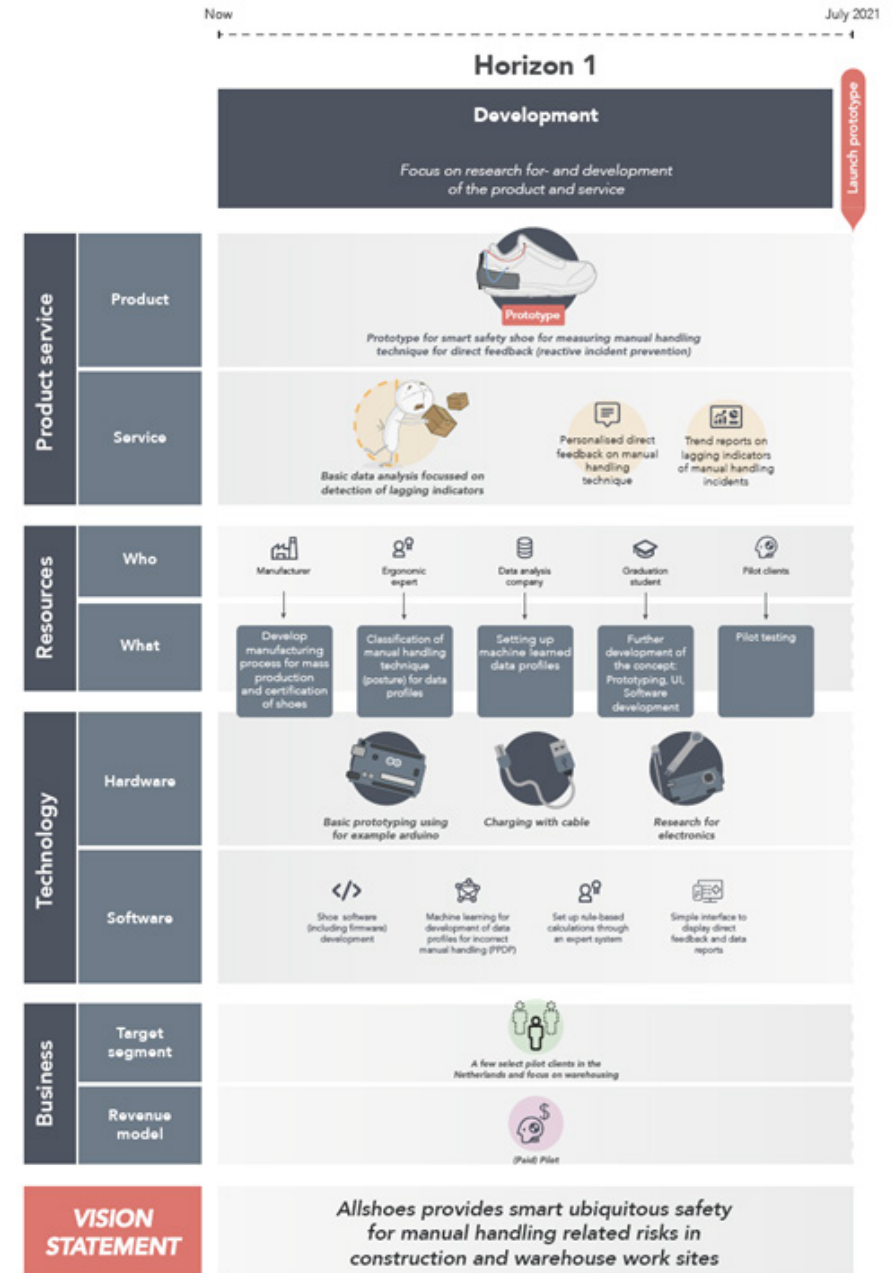 Now
July 2021
Horizon 1
Launch prototype
Development
Focus on research for- and development
of the product and service
Product service
Product
Prototype
Prototype for smart safety shoe for measuring manual handling
technique for direct feedback (reactive incident prevention)
Service
Basic data analysis focussed on
detection of lagging indicators
Personalised direct
feedback on manual
handling
technique
Trend reports on
lagging indicators
of manual handling
incidents
Resources
Who
Manufacturer
Ergonomic
expert
Data analysis
company
Graduation
student
Pilot clients
What
Develop
manufacturing
process for mass
production
and certification
of shoes
Classification of
manual handling
technique
(posture) for data
profiles
Setting up
machine learned
data profiles
Further
development of
the concept:
Prototyping, UI,
Software
development
Pilot testing
Technology
Hardware
Basic prototyping using
for example arduino
Charging with cable
Research for
electronics
Software
Shoe software
(including firmware)
development
Machine learning for
development of data
profiles for incorrect
manual handling (PPDP)
Set up rule-based
calculations through
an expert system
Simple interface to
display direct
feedback and data
reports
Business
Target
segment
A few select pilot clients in the
Netherlands and focus on warehousing
Revenue
model
$
(Paid) Pilot
VISION
STATEMENT
Allshoes provides smart ubiquitous safety
for manual handling related risks in
construction and warehouse work sites